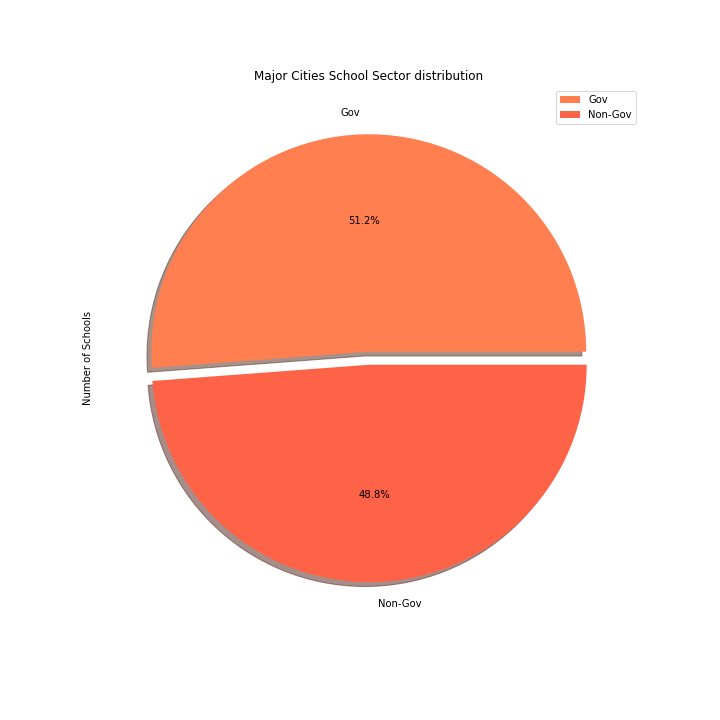 Major Cities School Sector distribution
Gov
Non-Gov
Gov
51.2%
Number of Schools
48.8%
Non-Gov